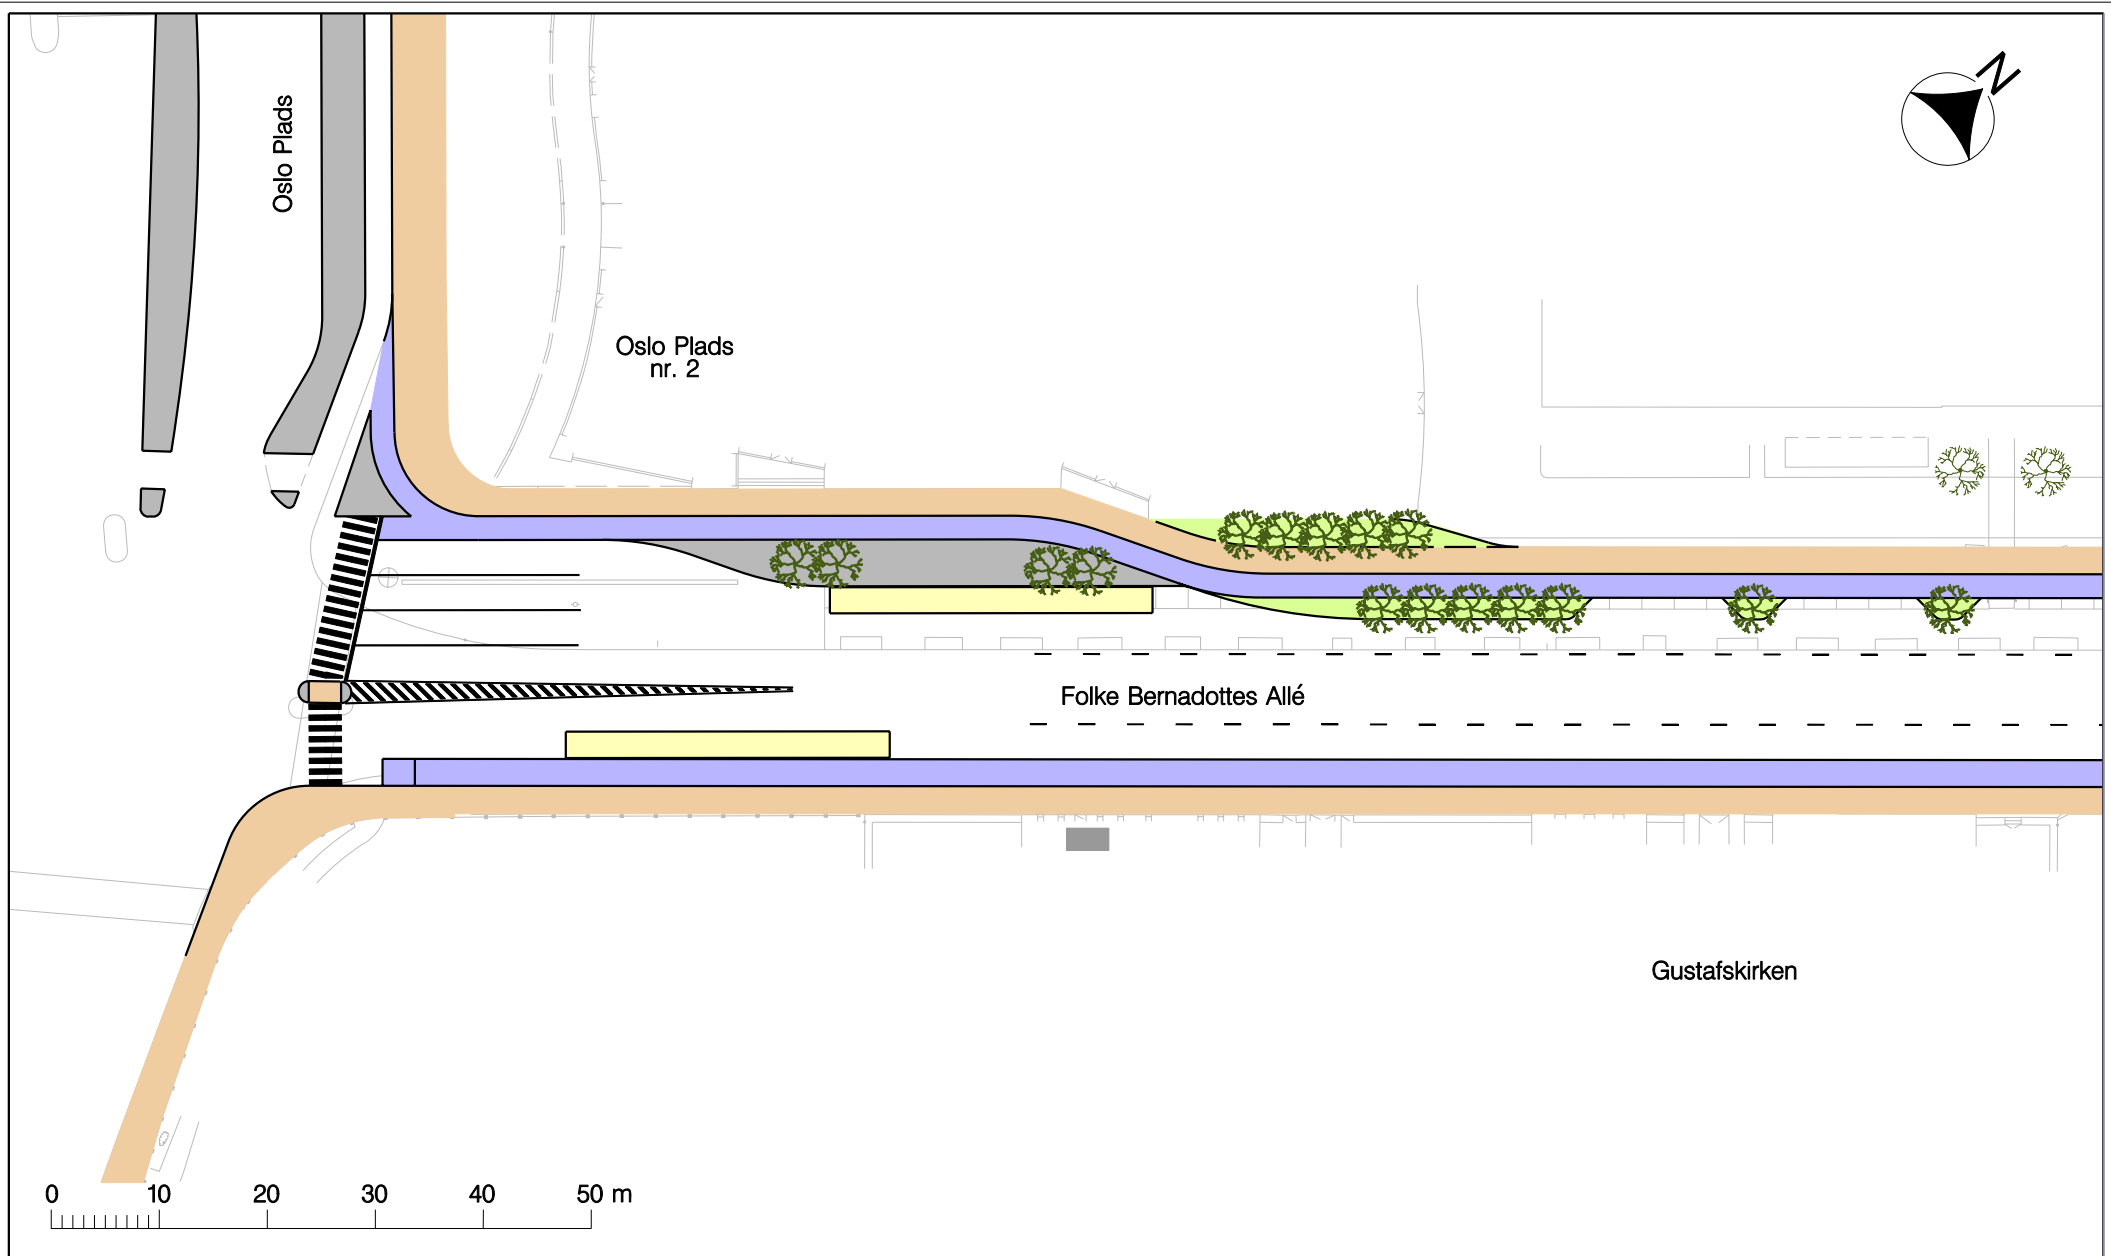 N
Oslo Plads
Oslo Plads
nr. 2
Folke Bernadottes Allé
Gustafskirken
0 10 20 30 40 50 m